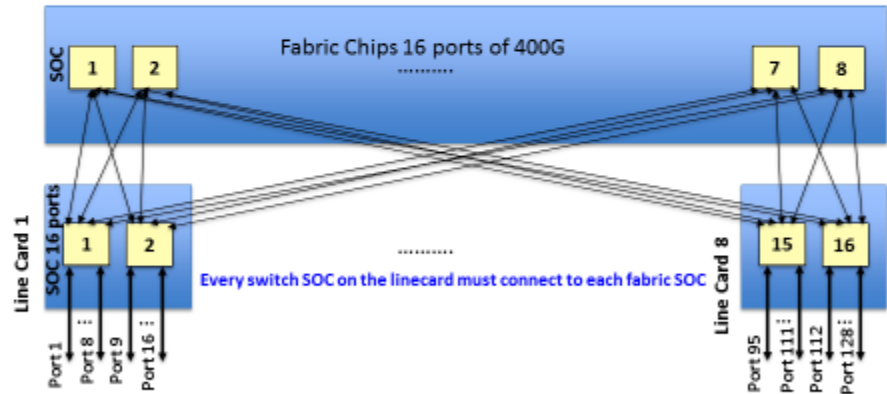 Fabric Chips 16 ports of 400G
SOC
1
2
..........
7
8
Line Card 1
SOC 16 ports
1
2
..........
Every switch SOC on the linecard must connect to each fabric SOC
Line Card 8
15
16
Port 1
Port 8 ...
Port 9
Port 16 ...
Port 95
Port 111...
Port 112
Port 128...